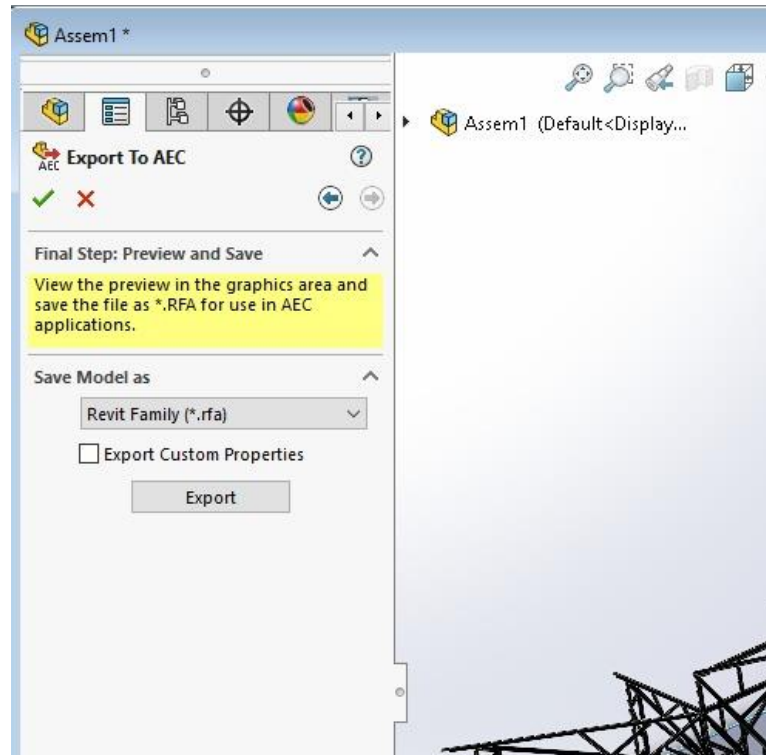 Assem1 *
Assem1 (Default<Display...
AEC
Export To AEC
Final Step: Preview and Save
View the preview in the graphics area and
save the file as *.RFA for use in AEC
applications.
Save Model as
Revit Family (*.rfa)
Export Custom Properties
Export